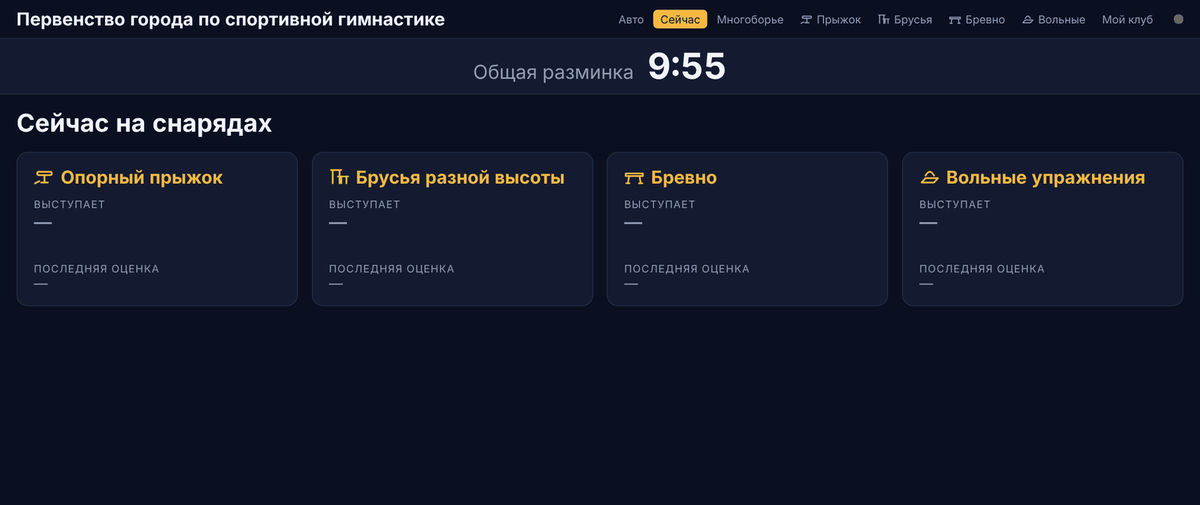 Первенство города по спортивной гимнастике
Авто Сейчас Многоборье Прыжок Брусья Бревно Вольные Мой клуб
Общая разминка 9:55
Сейчас на снарядах
Опорный прыжок
ВЫСТУПАЕТ
—
ПОСЛЕДНЯЯ ОЦЕНКА
—
Брусья разной высоты
ВЫСТУПАЕТ
—
ПОСЛЕДНЯЯ ОЦЕНКА
—
Бревно
ВЫСТУПАЕТ
—
ПОСЛЕДНЯЯ ОЦЕНКА
—
Вольные упражнения
ВЫСТУПАЕТ
—
ПОСЛЕДНЯЯ ОЦЕНКА
—